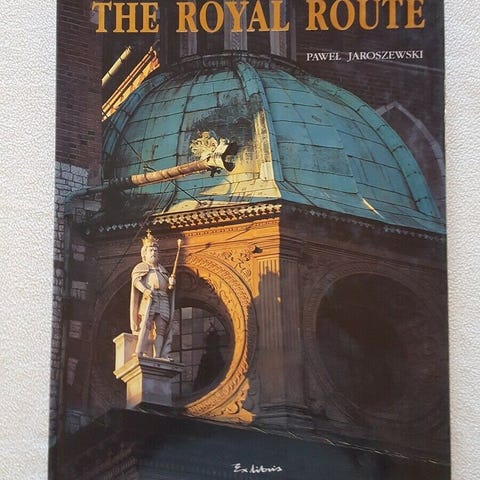 THE ROYAL ROUTE
PAWEŁ JAROSZEWSKI
Ex libris